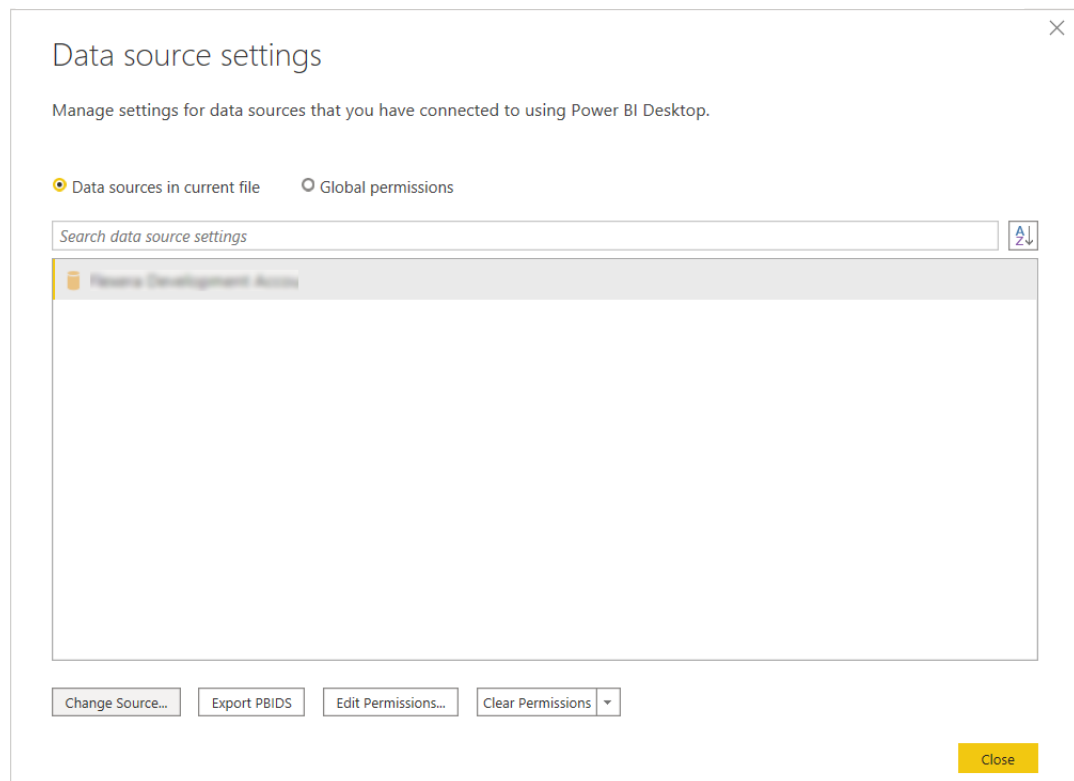 Data source settings
Manage settings for data sources that you have connected to using Power BI Desktop.
Data sources in current file Global permissions
Search data source settings
A
Z
Change Source... Export PBIDS Edit Permissions... Clear Permissions
Close